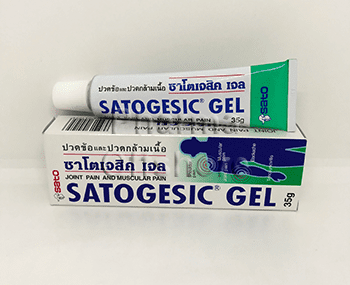 ปวดข้อและปวดกล้ามเนื้อ
ซาโตเจสิค เจล
SATOGESIC® GEL
35g
sato
ปวดข้อและปวดกล้ามเนื้อ
ซาโตเจสิค เจล
sato
JOINT PAIN AND MUSCULAR PAIN
SATOGESIC® GEL
35g